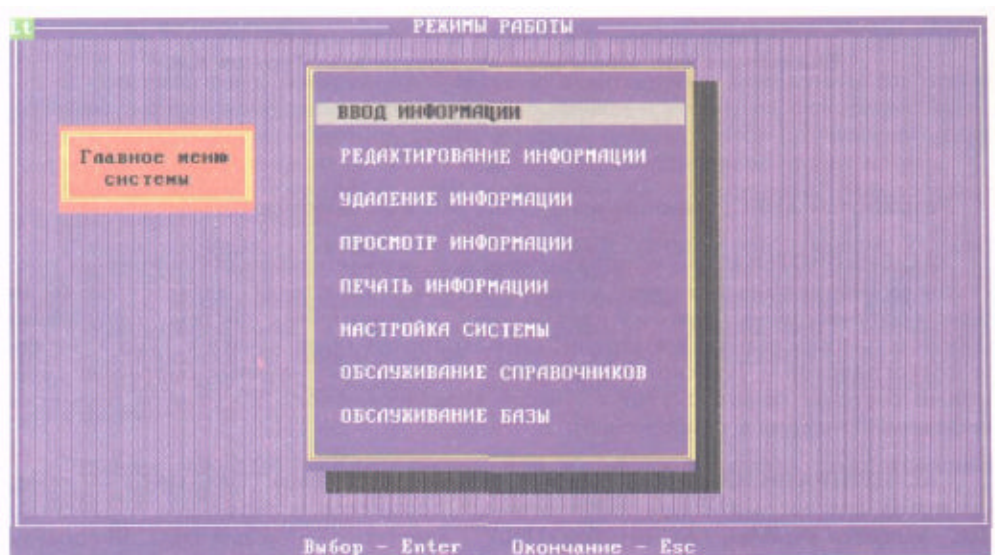 Lt
РЕЖИМЫ РАБОТЫ
Главное меню
системы
ВВОД ИНФОРМАЦИИ
РЕДАКТИРОВАНИЕ ИНФОРМАЦИИ
УДАЛЕНИЕ ИНФОРМАЦИИ
ПРОСМОТР ИНФОРМАЦИИ
ПЕЧАТЬ ИНФОРМАЦИИ
НАСТРОЙКА СИСТЕМЫ
ОБСЛУЖИВАНИЕ СПРАВОЧНИКОВ
ОБСЛУЖИВАНИЕ БАЗЫ
Выбор - Enter Окончание - Esc